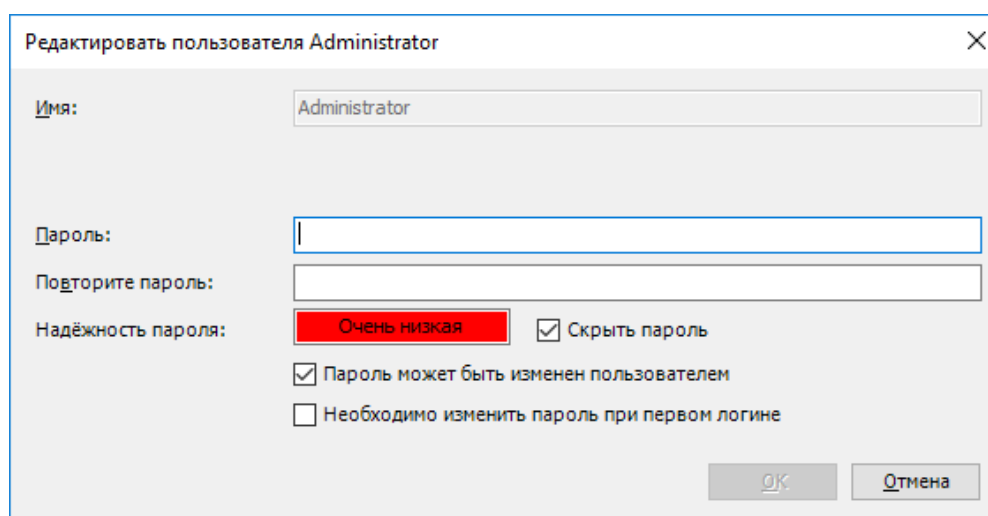 Редактировать пользователя Administrator
Имя: Administrator
Пароль:
Повторите пароль:
Надёжность пароля: Очень низкая Скрыть пароль
Пароль может быть изменен пользователем
Необходимо изменить пароль при первом логине
OK Отмена